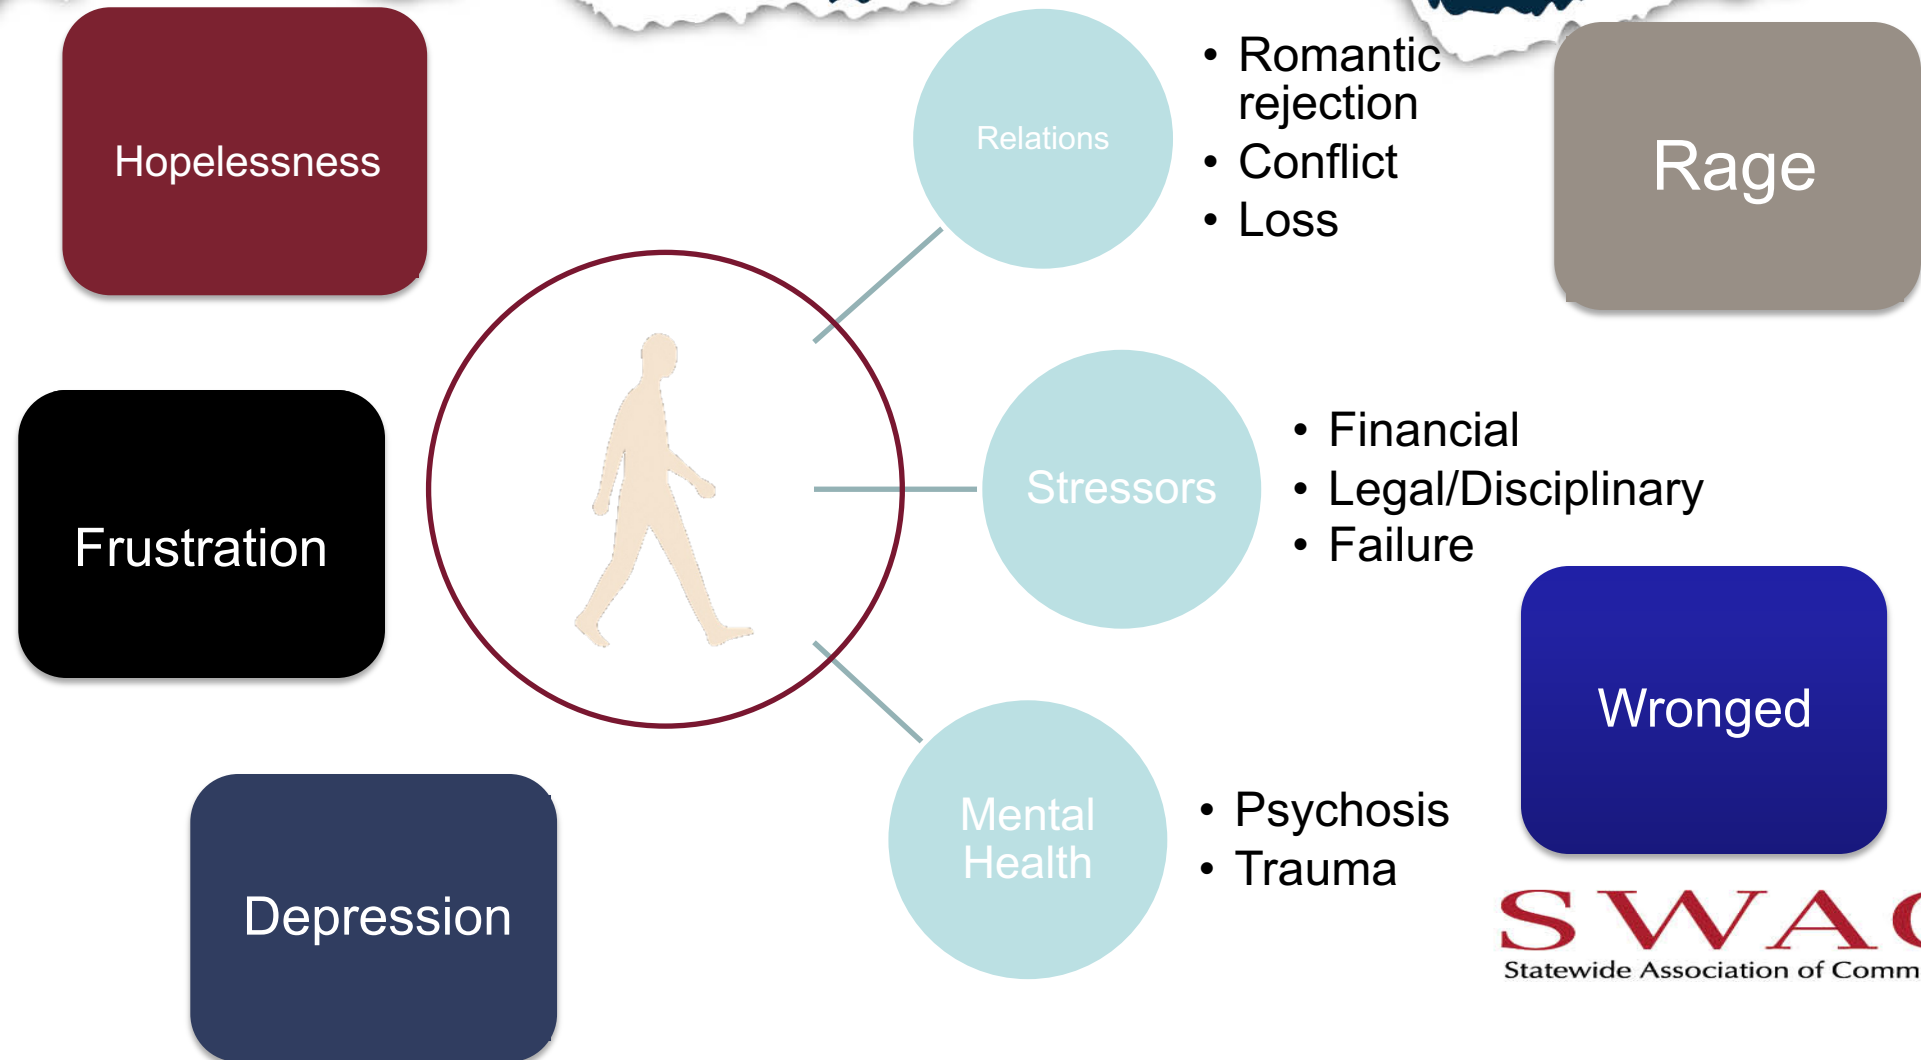 Hopelessness
Relations
• Romantic
rejection
• Conflict
• Loss
Rage
Frustration
Stressors
• Financial
• Legal/Disciplinary
• Failure
Wronged
Depression
Mental
Health
• Psychosis
• Trauma
SWA
Statewide Association of